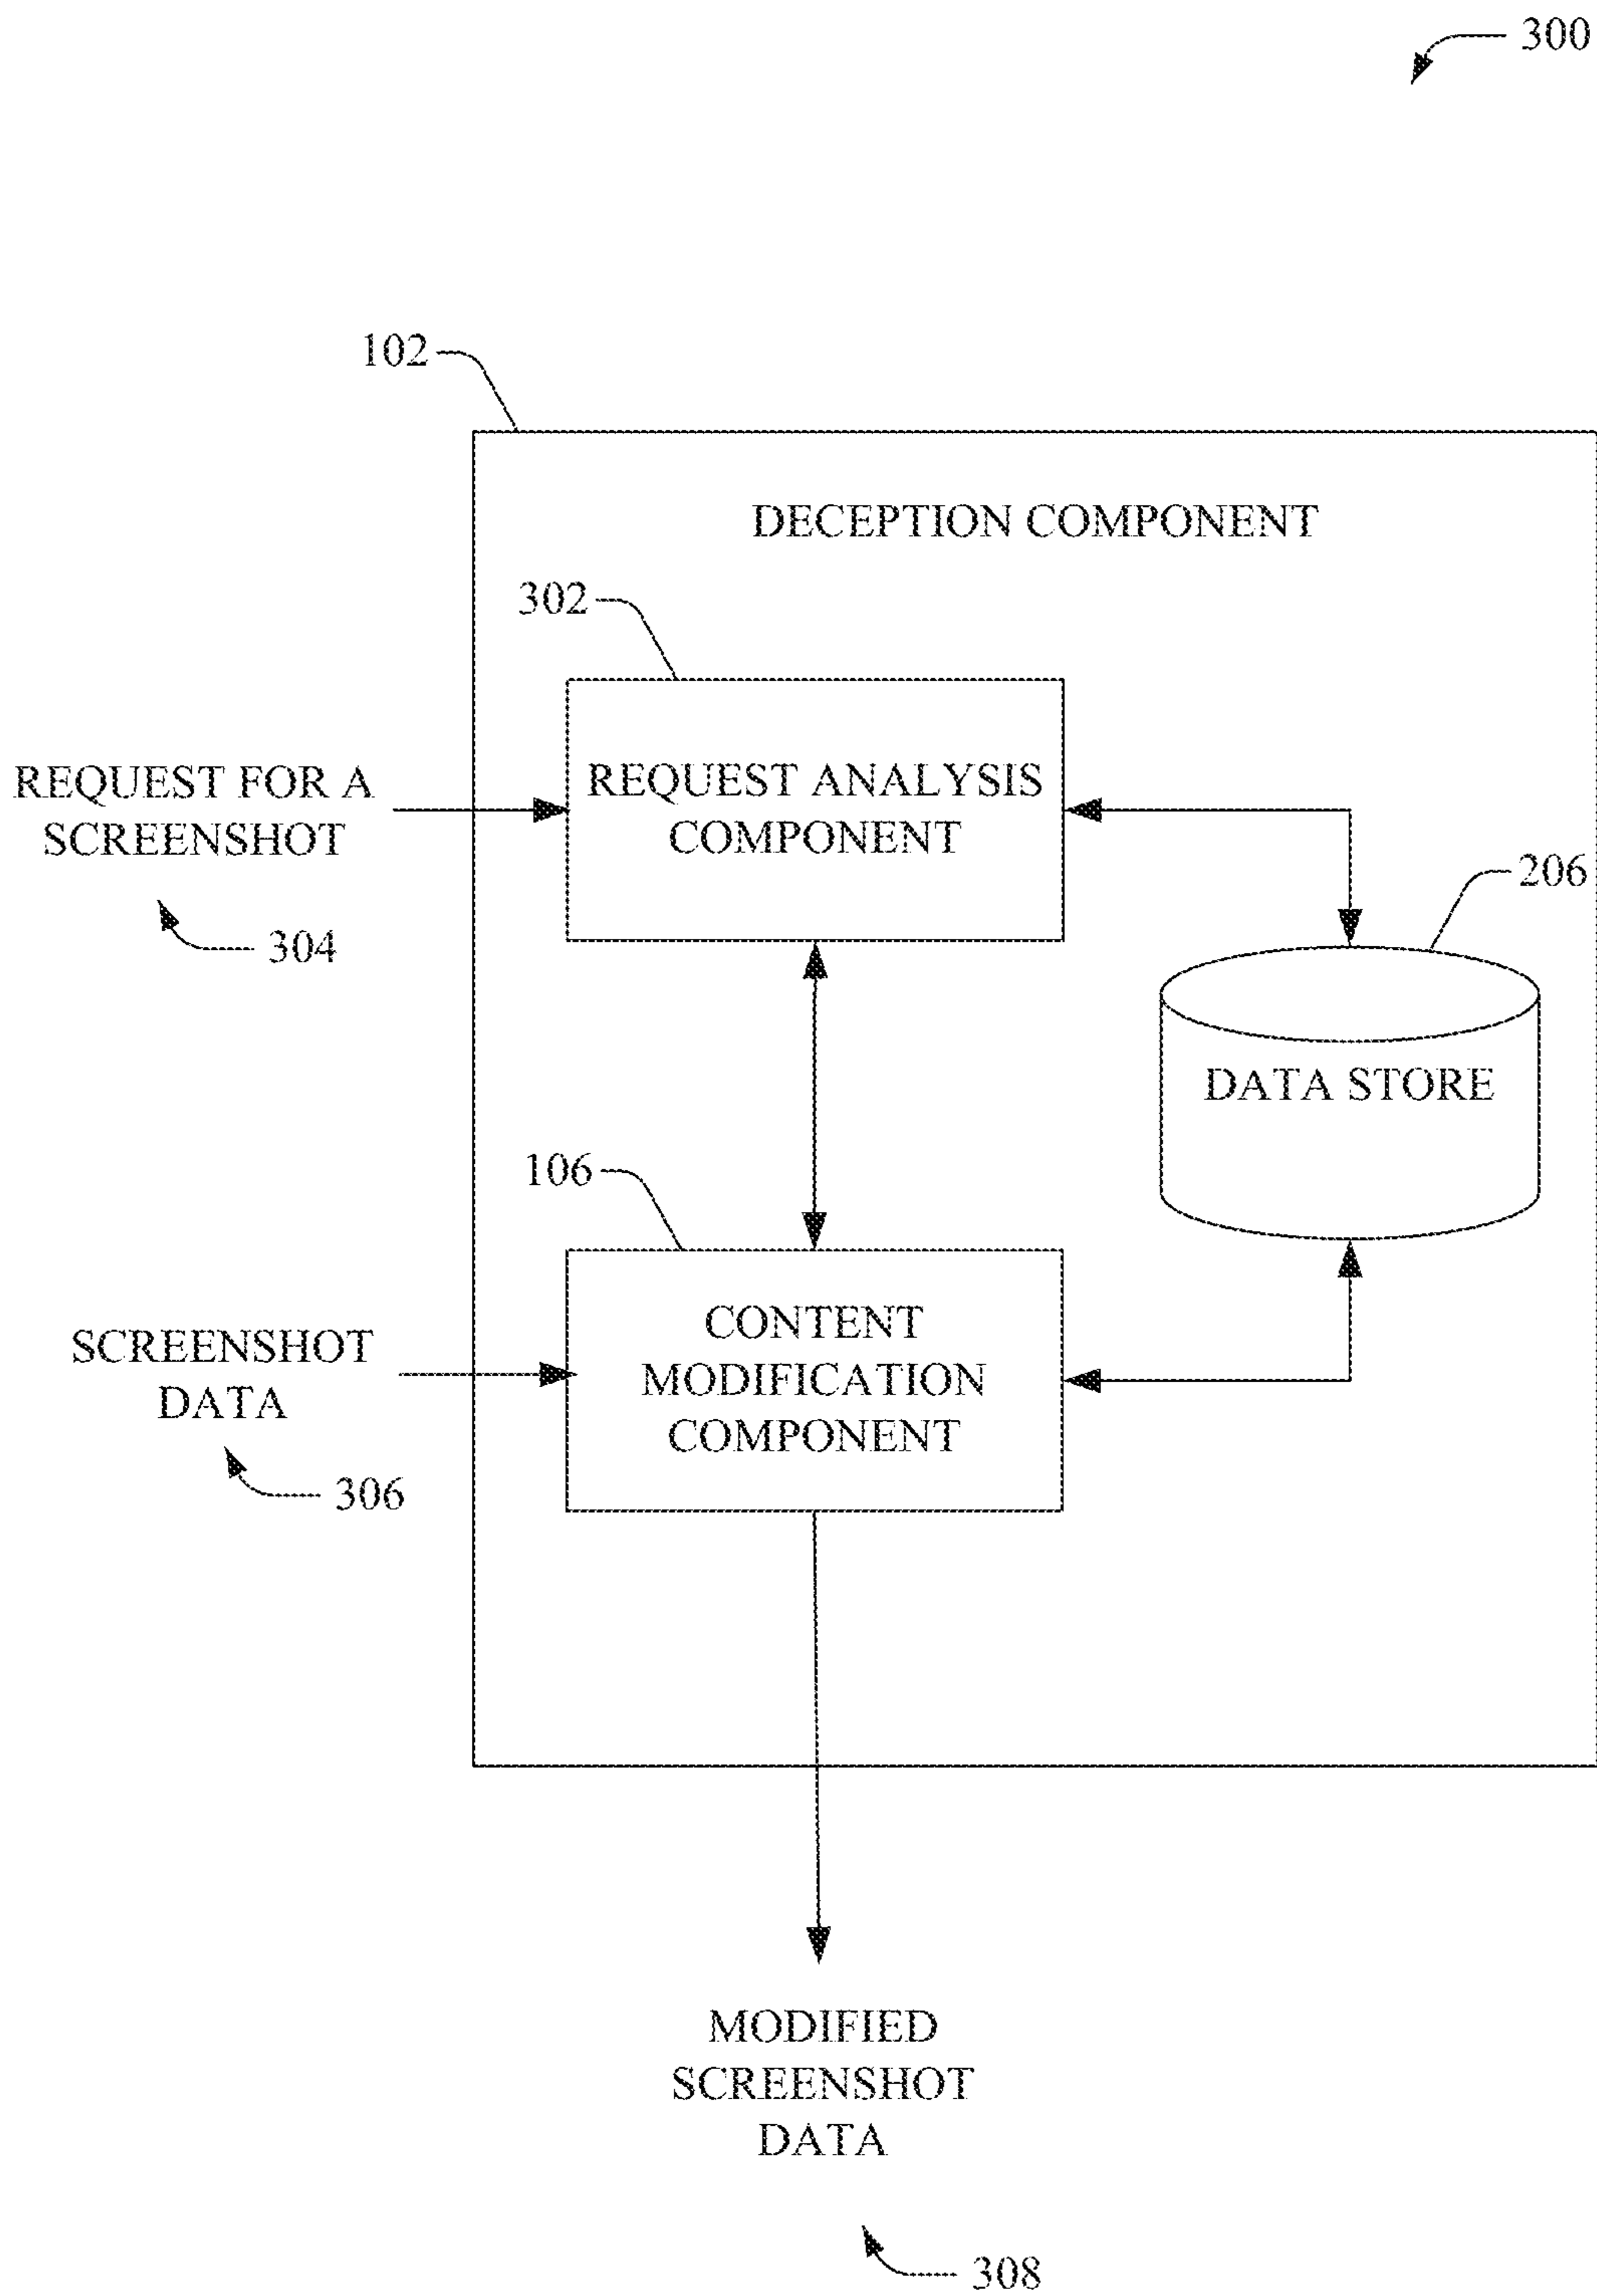 300
102
DECEPTION COMPONENT
302
REQUEST FOR A
SCREENSHOT
304
REQUEST ANALYSIS
COMPONENT
206
DATA STORE
106
SCREENSHOT
DATA
306
CONTENT
MODIFICATION
COMPONENT
MODIFIED
SCREENSHOT
DATA
308